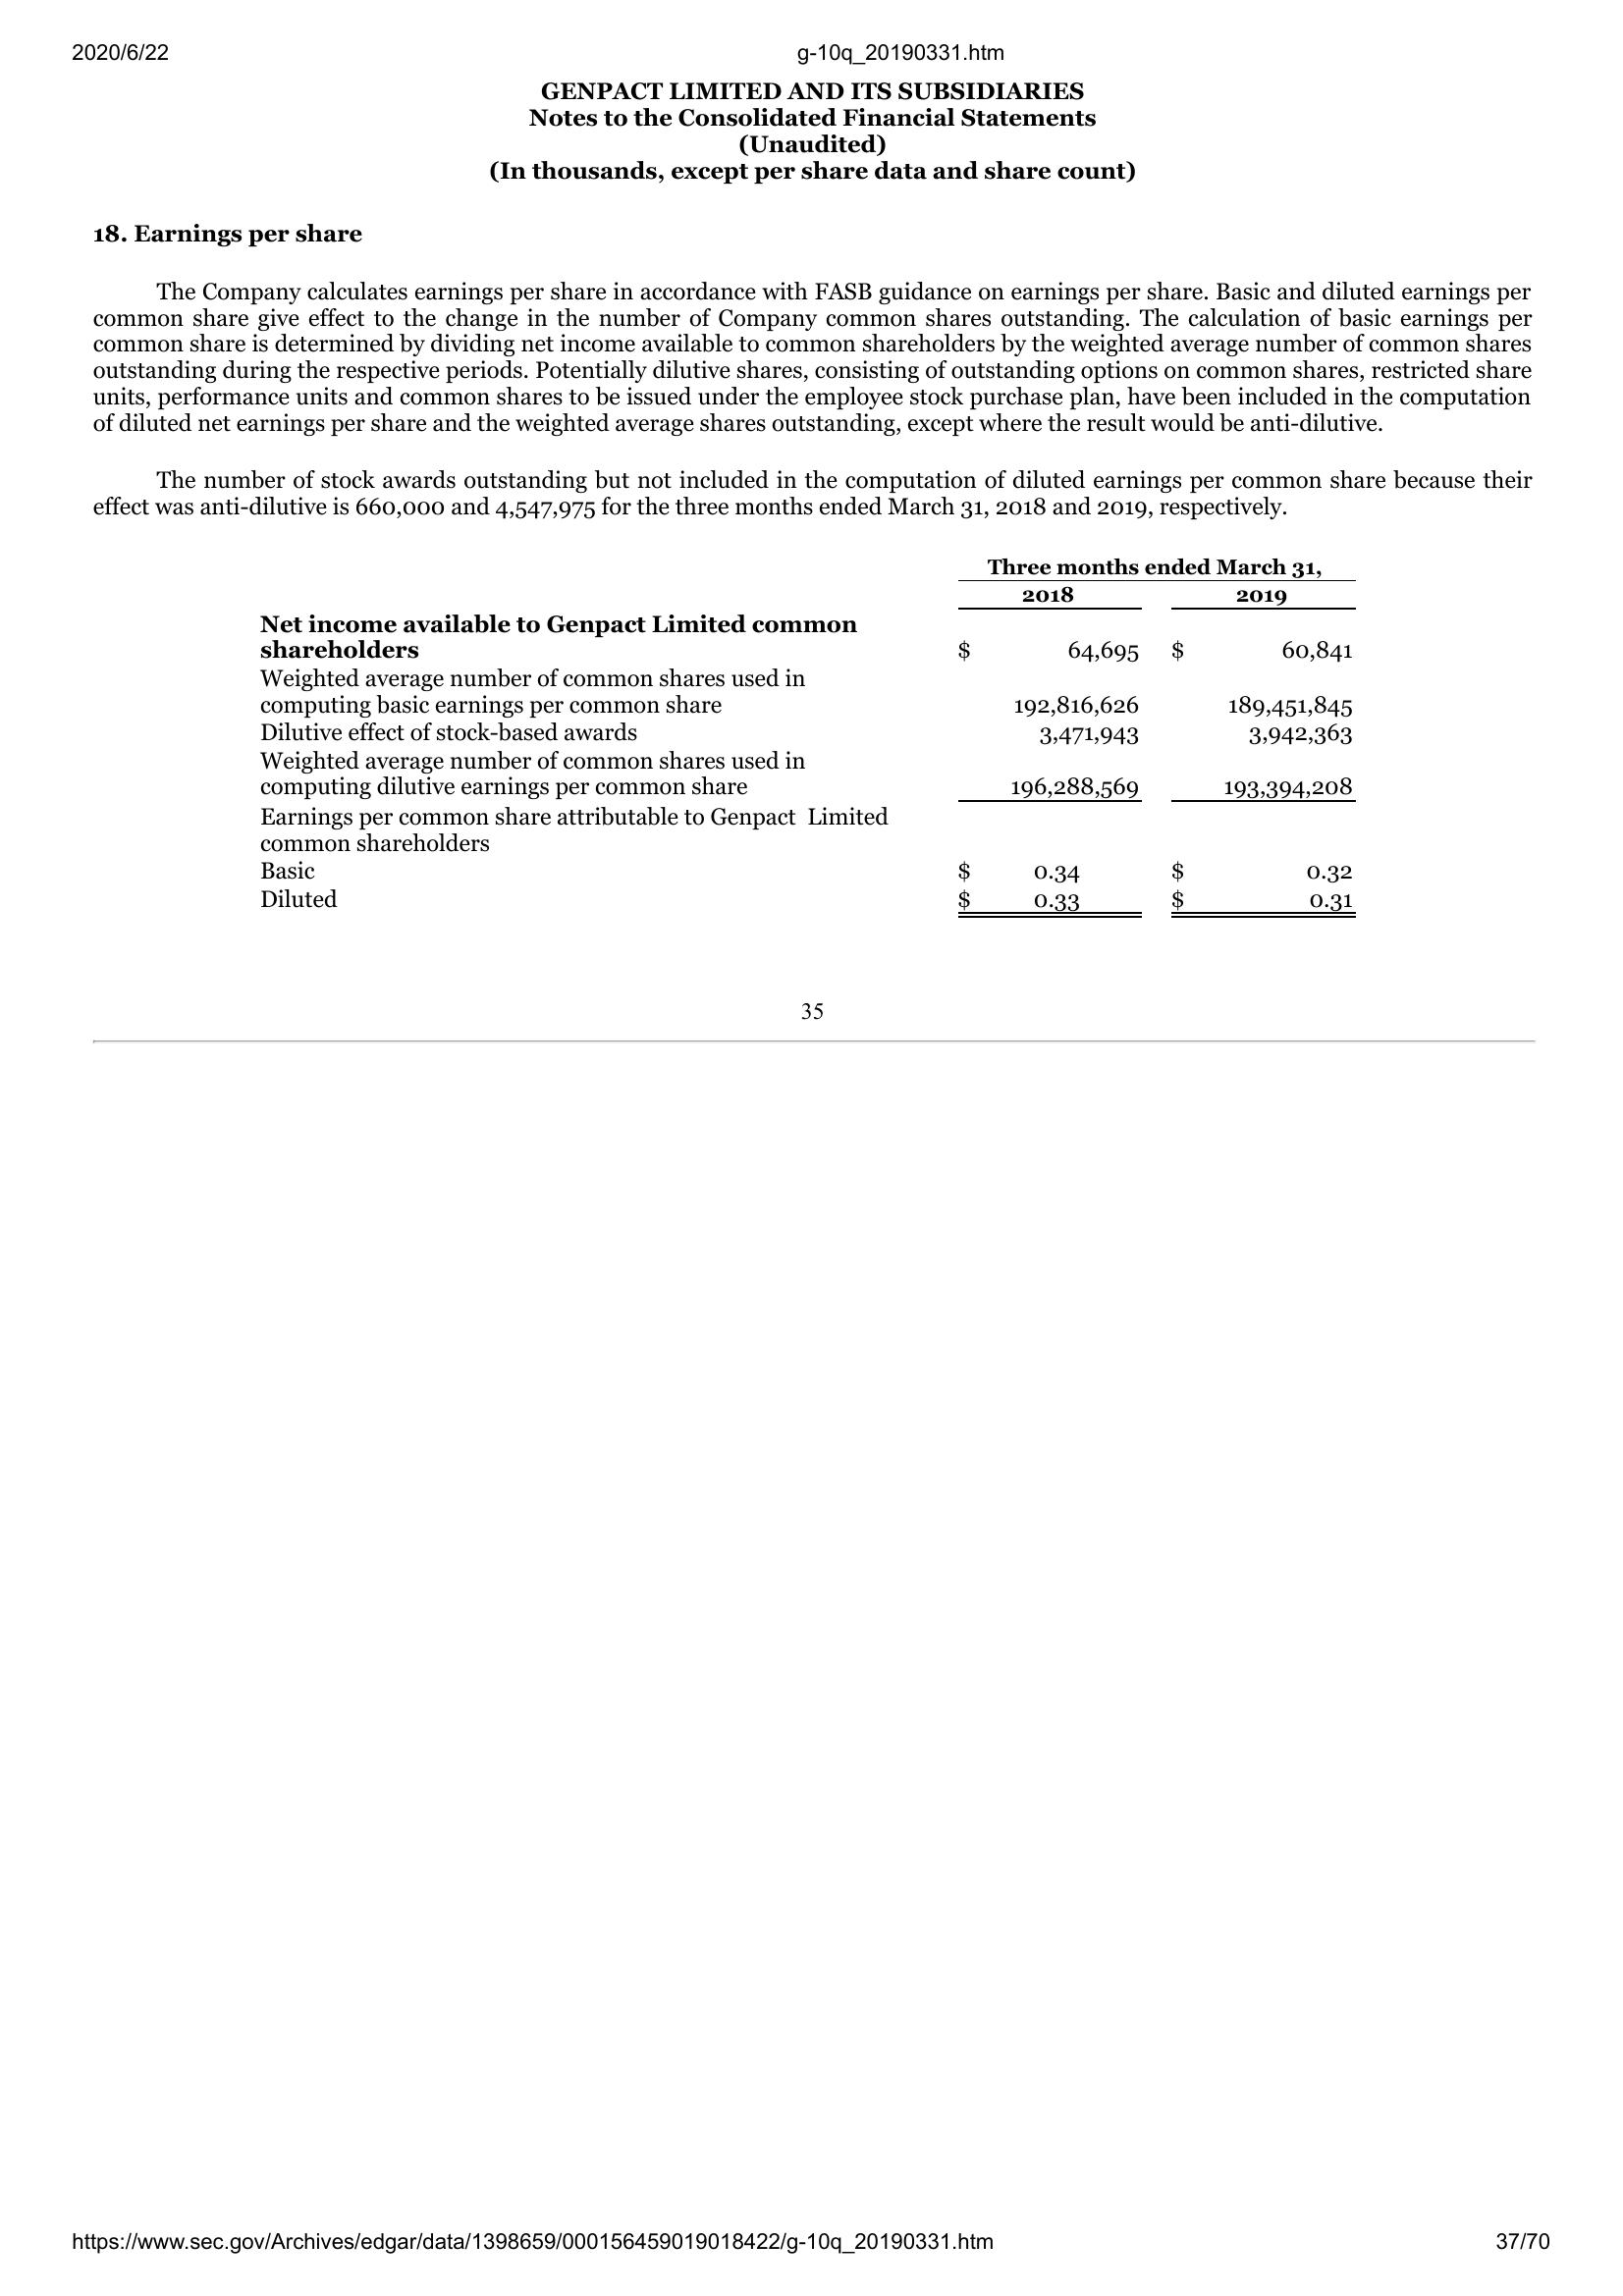 2020/6/22 g-10q_20190331.htm
GENPACT LIMITED AND ITS SUBSIDIARIES
Notes to the Consolidated Financial Statements
(Unaudited)
(In thousands, except per share data and share count)
18. Earnings per share
The Company calculates earnings per share in accordance with FASB guidance on earnings per share. Basic and diluted earnings per
common share give effect to the change in the number of Company common shares outstanding. The calculation of basic earnings per
common share is determined by dividing net income available to common shareholders by the weighted average number of common shares
outstanding during the respective periods. Potentially dilutive shares, consisting of outstanding options on common shares, restricted share
units, performance units and common shares to be issued under the employee stock purchase plan, have been included in the computation
of diluted net earnings per share and the weighted average shares outstanding, except where the result would be anti-dilutive.
The number of stock awards outstanding but not included in the computation of diluted earnings per common share because their
effect was anti-dilutive is 660,000 and 4,547,975 for the three months ended March 31, 2018 and 2019, respectively.
Three months ended March 31,
2018 2019
Net income available to Genpact Limited common
shareholders $ 64,695 $ 60,841
Weighted average number of common shares used in
computing basic earnings per common share 192,816,626 189,451,845
Dilutive effect of stock-based awards 3,471,943 3,942,363
Weighted average number of common shares used in
computing dilutive earnings per common share 196,288,569 193,394,208
Earnings per common share attributable to Genpact Limited
common shareholders
Basic $ 0.34 $ 0.32
Diluted $ 0.33 $ 0.31
35
https://www.sec.gov/Archives/edgar/data/1398659/000156459019018422/g-10q_20190331.htm 37/70